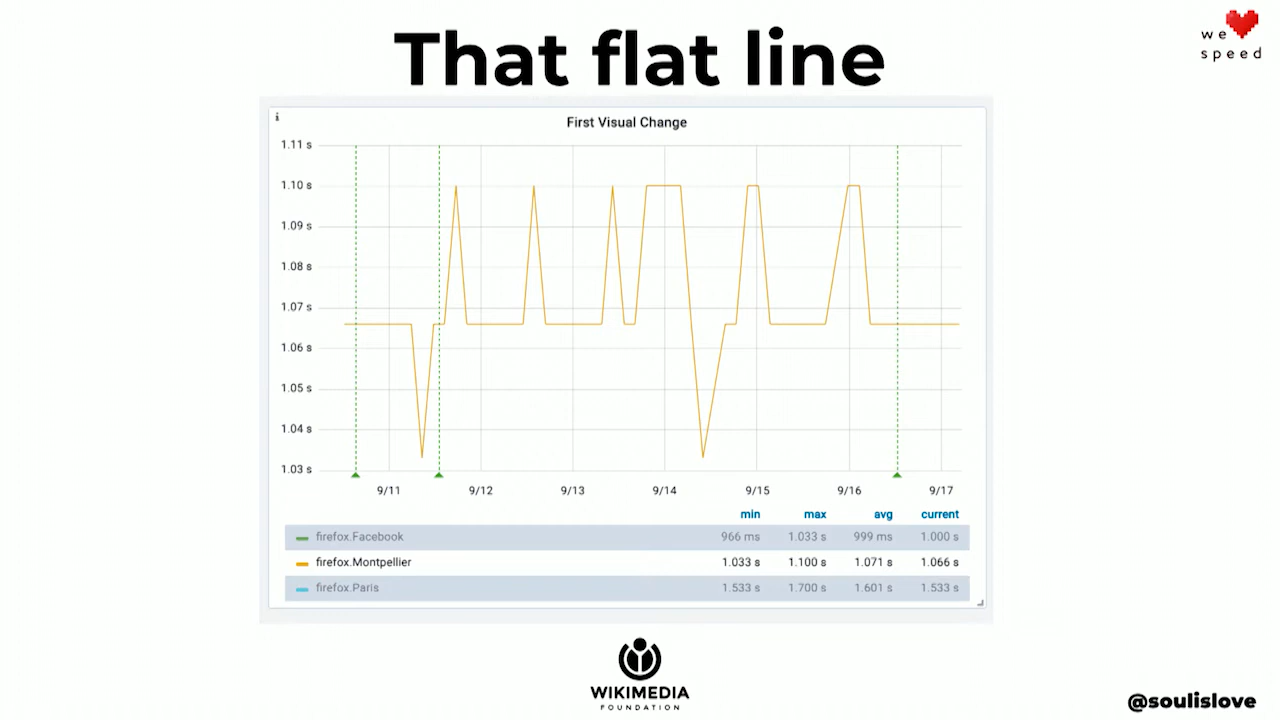 That flat line
we
speed
i
First Visual Change
1.11 s
1.10 s
1.09 s
1.08 s
1.07 s
1.06 s
1.05 s
1.04 s
1.03 s
9/11 9/12 9/13 9/14 9/15 9/16 9/17
min max avg current
firefox.Facebook 966 ms 1.033 s 999 ms 1.000 s
firefox.Montpellier 1.033 s 1.100 s 1.071 s 1.066 s
firefox.Paris 1.533 s 1.700 s 1.601 s 1.533 s
WIKIMEDIA
FOUNDATION
@soulislove